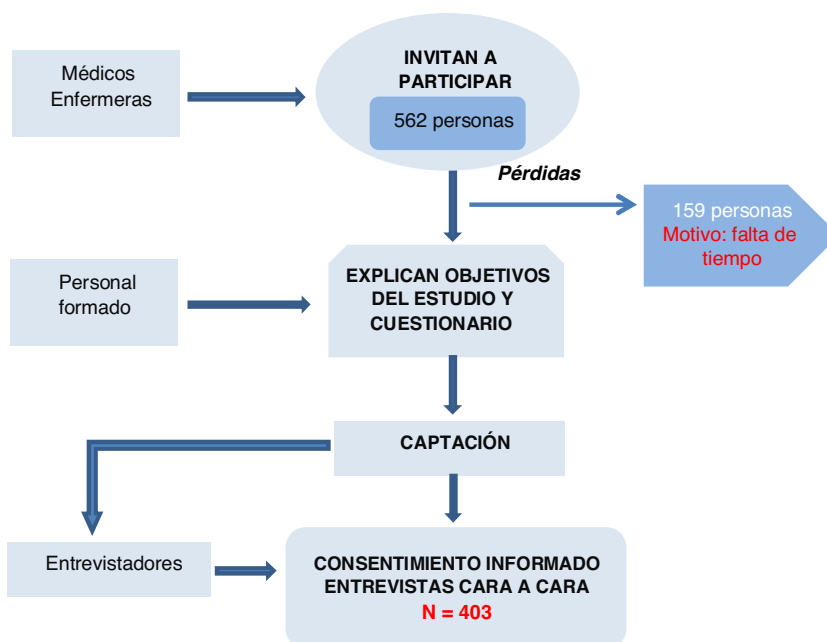 INVITAN A
PARTICIPAR
562 personas
Médicos
Enfermeras
Pérdidas
159 personas
Motivo: falta de
tiempo
Personal
formado
EXPLICAN OBJETIVOS
DEL ESTUDIO Y
CUESTIONARIO
CAPTACIÓN
Entrevistadores
CONSENTIMIENTO INFORMADO
ENTREVISTAS CARA A CARA
N = 403